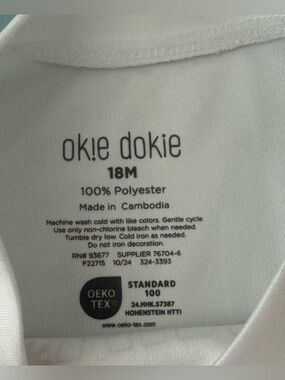 ok!e dokie
18M
100% Polyester
Made in Cambodia
Machine wash cold with like colors. Gentle cycle.
Use only non-chlorine bleach when needed.
Tumble dry low. Cold iron as needed.
Do not iron decoration.
RN# 93677 SUPPLIER 76704-6
F22715 10/24 324-3393
OEKO
TEX®
STANDARD
100
24.HHK.57387
HOHENSTEIN HTTI
www.oeko-tex.com